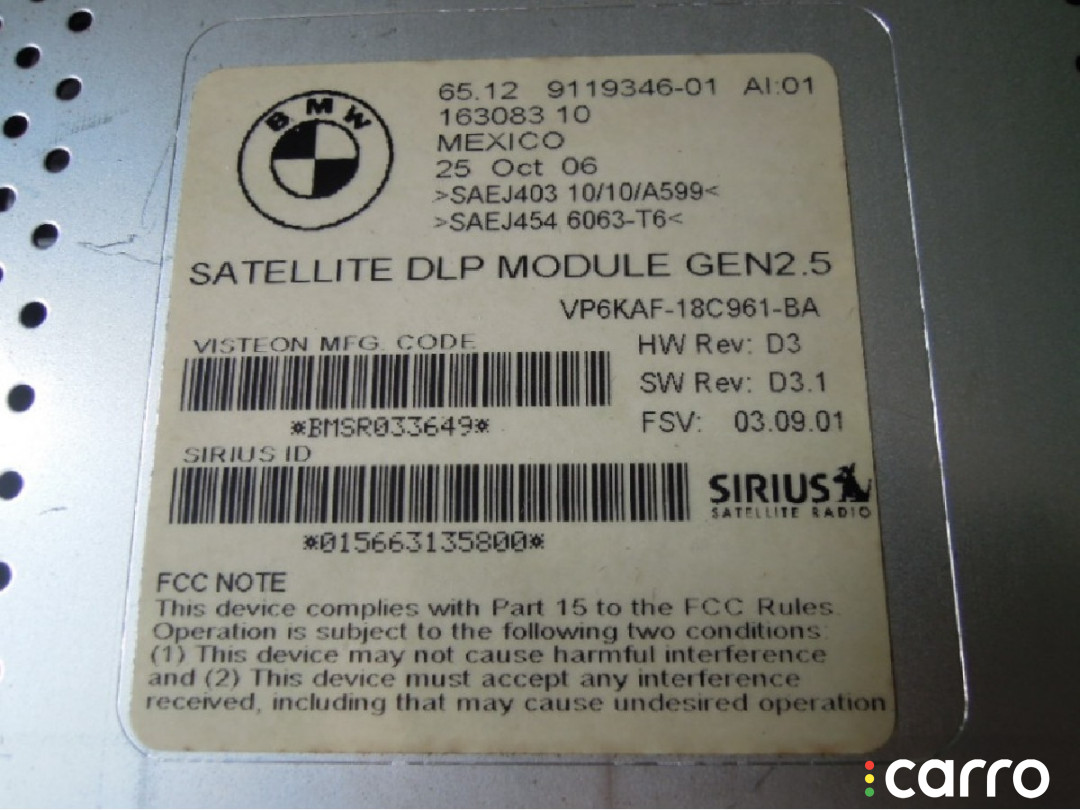 BMW
65.12 9119346-01 AI:01
163083 10
MEXICO
25 Oct 06
>SAEJ403 10/10/A599<
>SAEJ454 6063-T6<
SATELLITE DLP MODULE GEN2.5
VP6KAF-18C961-BA
VISTEON MFG. CODE
HW Rev: D3
SW Rev: D3.1
*BMSR033649*
FSV: 03.09.01
SIRIUS ID
SIRIUS
SATELLITE RADIO
*015663135800*
FCC NOTE
This device complies with Part 15 to the FCC Rules.
Operation is subject to the following two conditions:
(1) This device may not cause harmful interference
and (2) This device must accept any interference
received, including that may cause undesired operation
carro